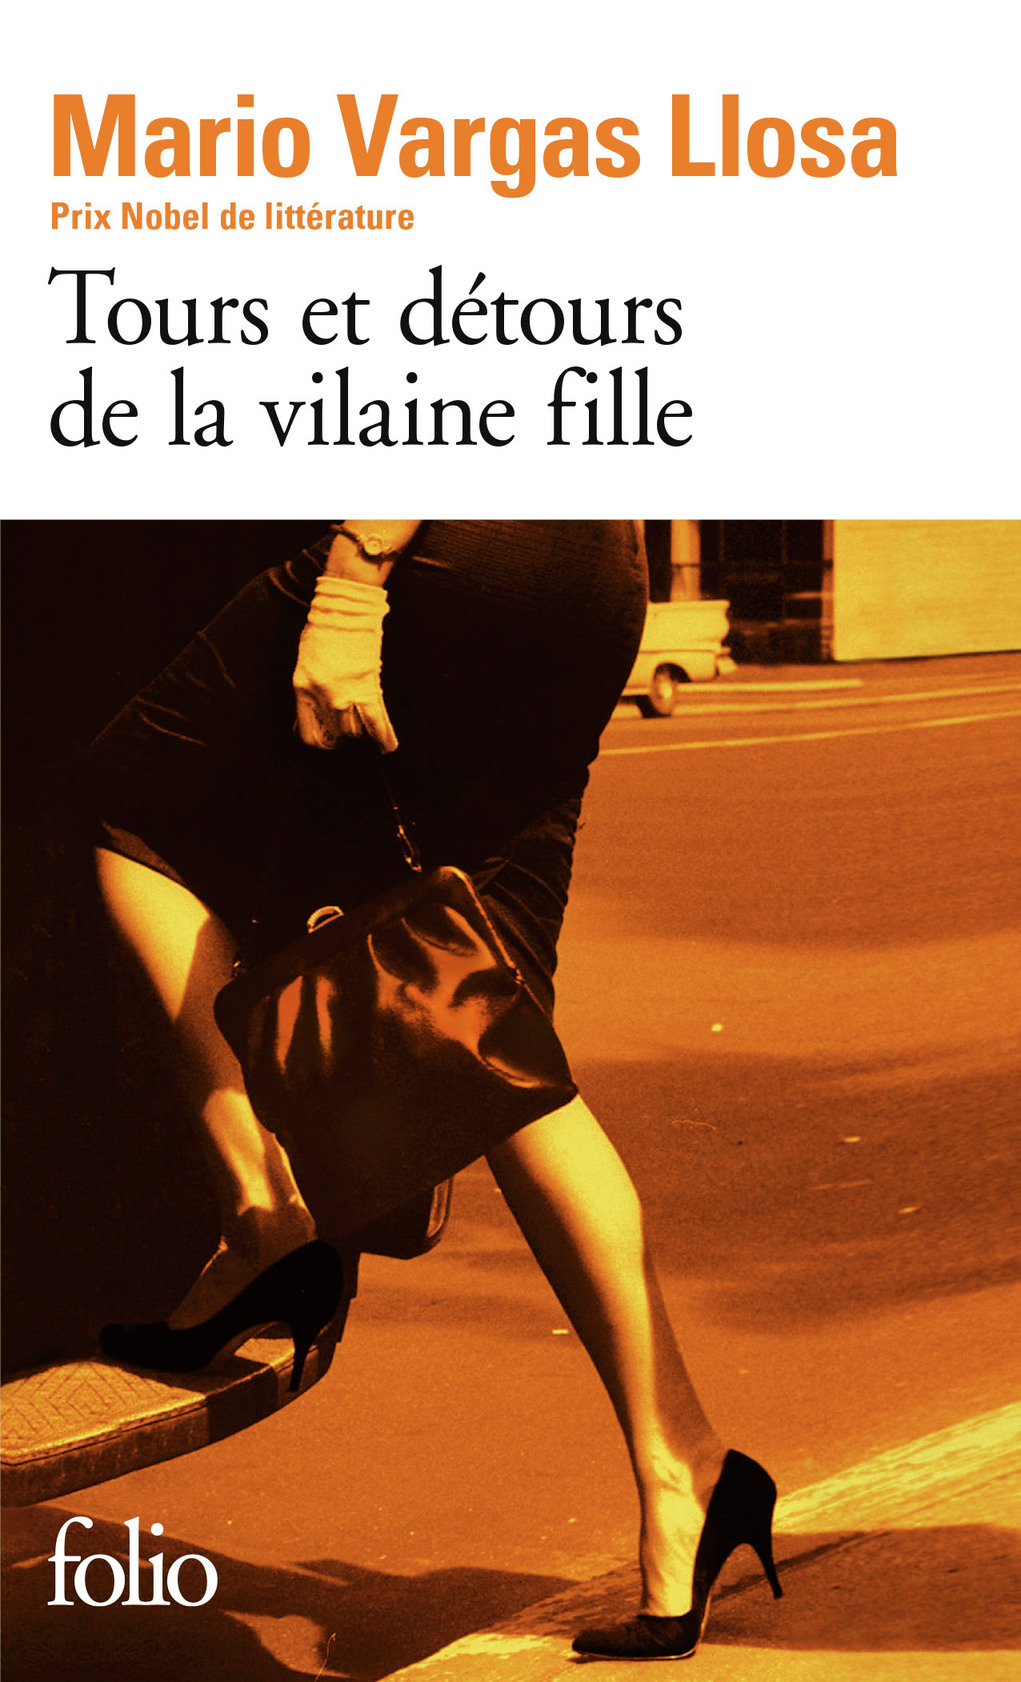 Mario Vargas Llosa
Prix Nobel de littérature
Tours et détours
de la vilaine fille
folio